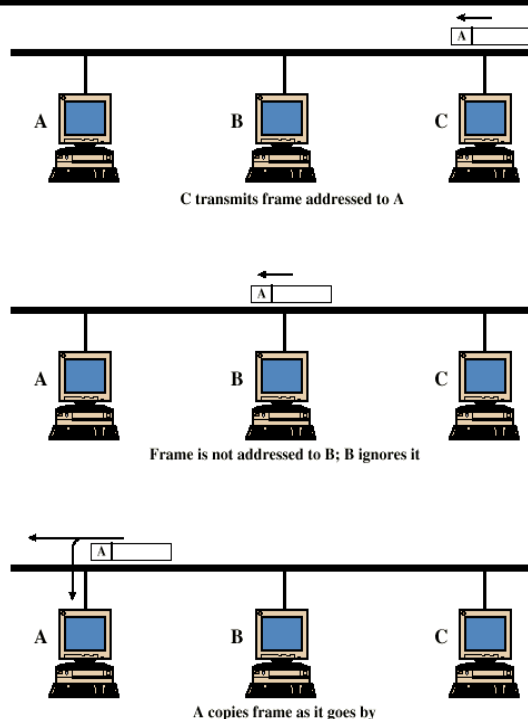 A
A
B
C
C transmits frame addressed to A
A
A
B
C
Frame is not addressed to B; B ignores it
A
A
B
C
A copies frame as it goes by